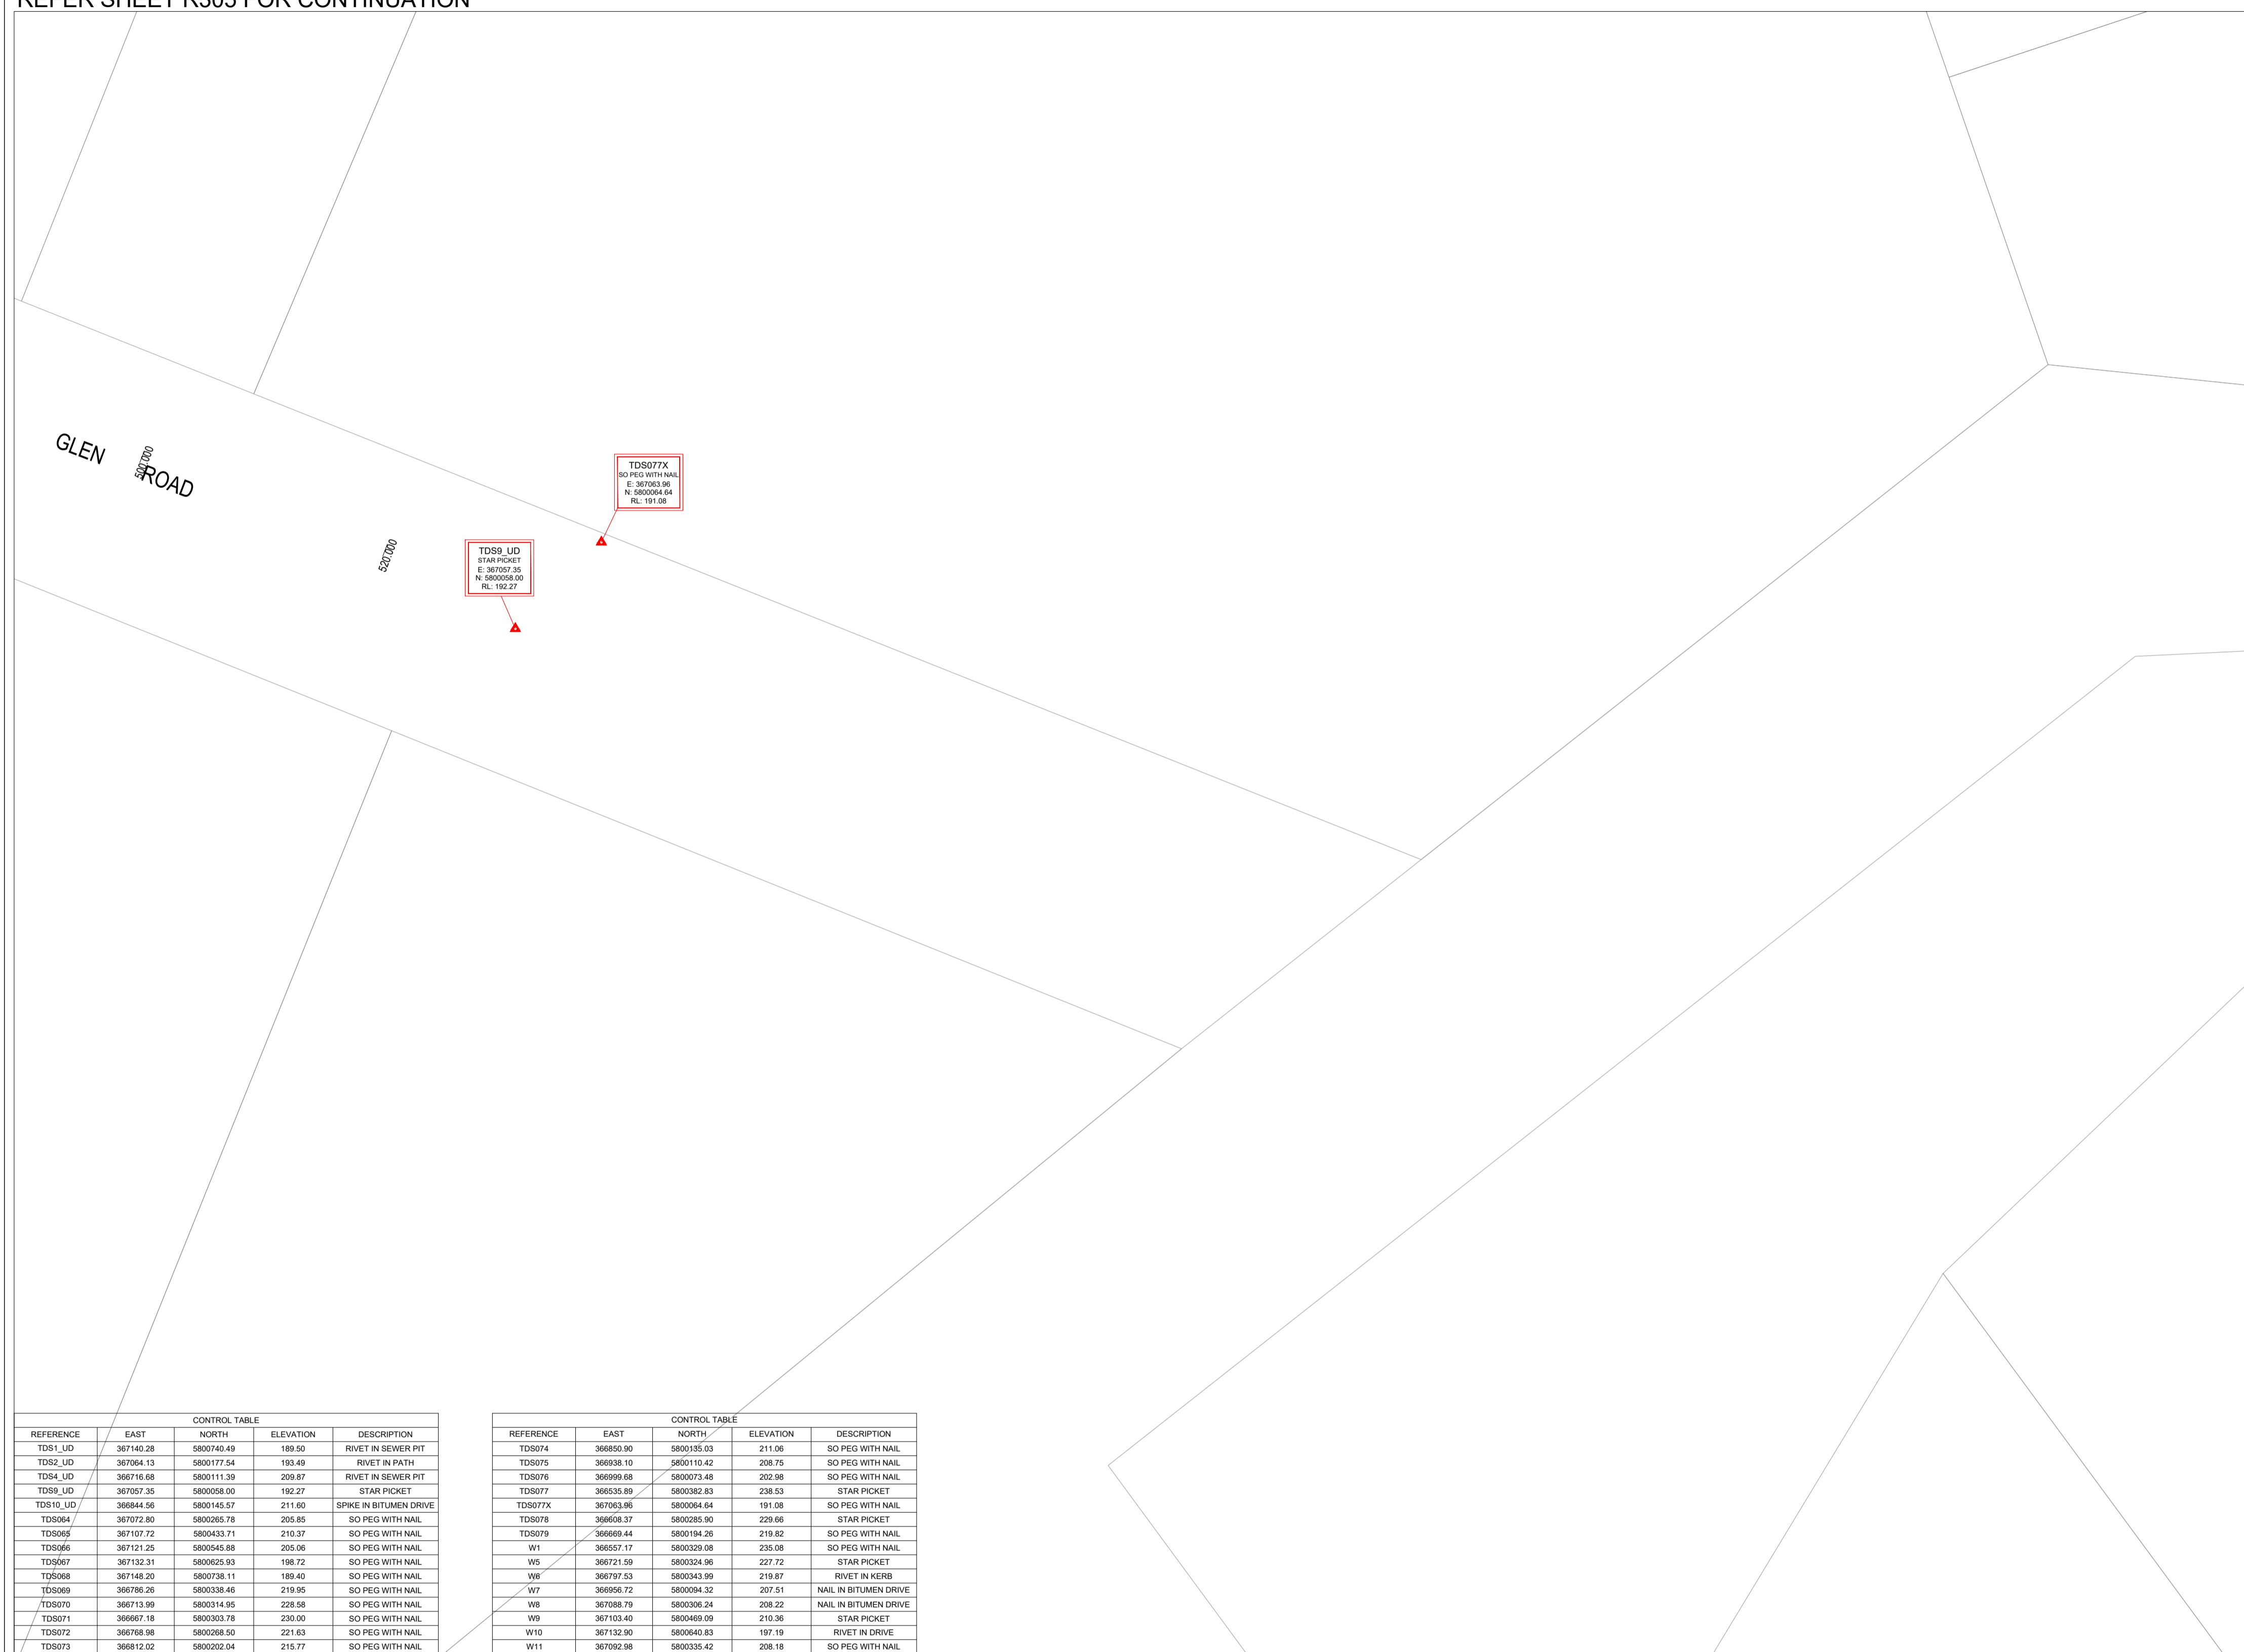 REFER SHEET R305 FOR CONTINUATION
GLEN ROAD
500.000
520.000
TDS077X
SO PEG WITH NAIL
E: 367063.96
N: 5800064.64
RL: 191.08
TDS9_UD
STAR PICKET
E: 367057.35
N: 5800058.00
RL: 192.27
CONTROL TABLE
REFERENCE EAST NORTH ELEVATION DESCRIPTION
TDS1_UD 367140.28 5800740.49 189.50 RIVET IN SEWER PIT
TDS2_UD 367064.13 5800177.54 193.49 RIVET IN PATH
TDS4_UD 366716.68 5800111.39 209.87 RIVET IN SEWER PIT
TDS9_UD 367057.35 5800058.00 192.27 STAR PICKET
TDS10_UD 366844.56 5800145.57 211.60 SPIKE IN BITUMEN DRIVE
TDS064 367072.80 5800265.78 205.85 SO PEG WITH NAIL
TDS065 367107.72 5800433.71 210.37 SO PEG WITH NAIL
TDS066 367121.25 5800545.88 205.06 SO PEG WITH NAIL
TDS067 367132.31 5800625.93 198.72 SO PEG WITH NAIL
TDS068 367148.20 5800738.11 189.40 SO PEG WITH NAIL
TDS069 366786.26 5800338.46 219.95 SO PEG WITH NAIL
TDS070 366713.99 5800314.95 228.58 SO PEG WITH NAIL
TDS071 366667.18 5800303.78 230.00 SO PEG WITH NAIL
TDS072 366768.98 5800268.50 221.63 SO PEG WITH NAIL
TDS073 366812.02 5800202.04 215.77 SO PEG WITH NAIL
CONTROL TABLE
REFERENCE EAST NORTH ELEVATION DESCRIPTION
TDS074 366850.90 5800135.03 211.06 SO PEG WITH NAIL
TDS075 366938.10 5800110.42 208.75 SO PEG WITH NAIL
TDS076 366999.68 5800073.48 202.98 SO PEG WITH NAIL
TDS077 366535.89 5800382.83 238.53 STAR PICKET
TDS077X 367063.96 5800064.64 191.08 SO PEG WITH NAIL
TDS078 366608.37 5800285.90 229.66 STAR PICKET
TDS079 366669.44 5800194.26 219.82 SO PEG WITH NAIL
W1 366557.17 5800329.08 235.08 SO PEG WITH NAIL
W5 366721.59 5800324.96 227.72 STAR PICKET
W6 366797.53 5800343.99 219.87 RIVET IN KERB
W7 366956.72 5800094.32 207.51 NAIL IN BITUMEN DRIVE
W8 367088.79 5800306.24 208.22 NAIL IN BITUMEN DRIVE
W9 367103.40 5800469.09 210.36 STAR PICKET
W10 367132.90 5800640.83 197.19 RIVET IN DRIVE
W11 367092.98 5800335.42 208.18 SO PEG WITH NAIL